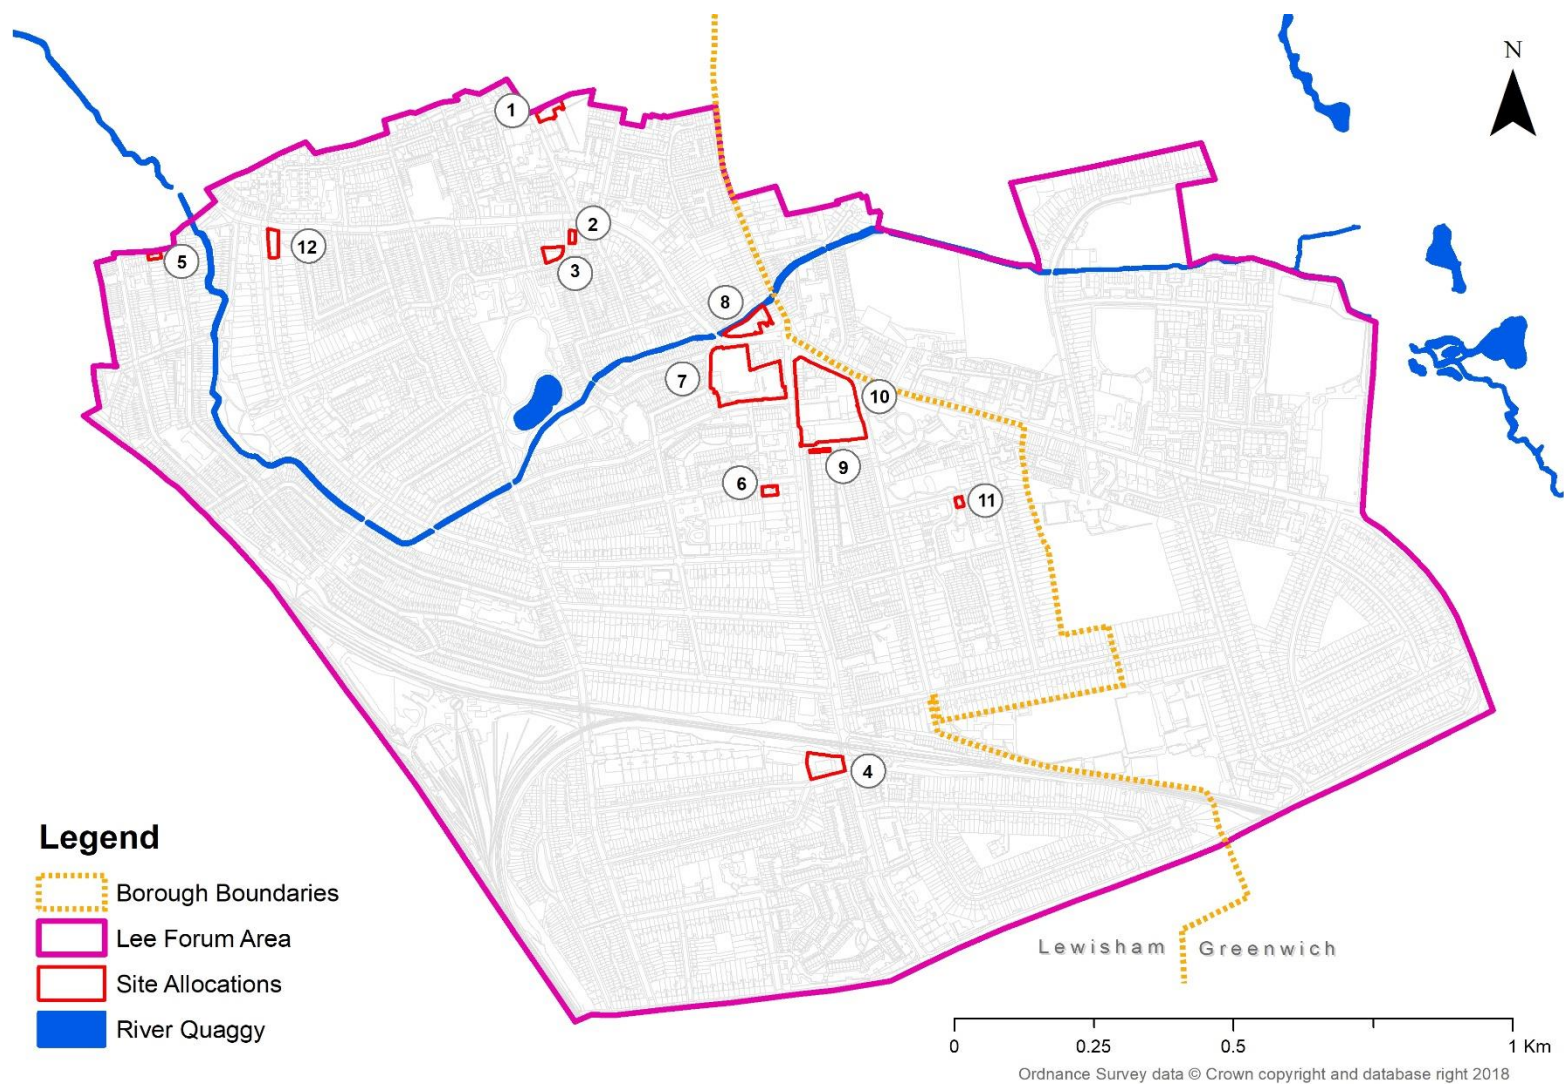 N
1
2
12
5
3
8
7
10
9
6
11
4
Legend
Borough Boundaries
Lee Forum Area
Site Allocations
River Quaggy
Lewisham Greenwich
0 0.25 0.5 1 Km
Ordnance Survey data © Crown copyright and database right 2018